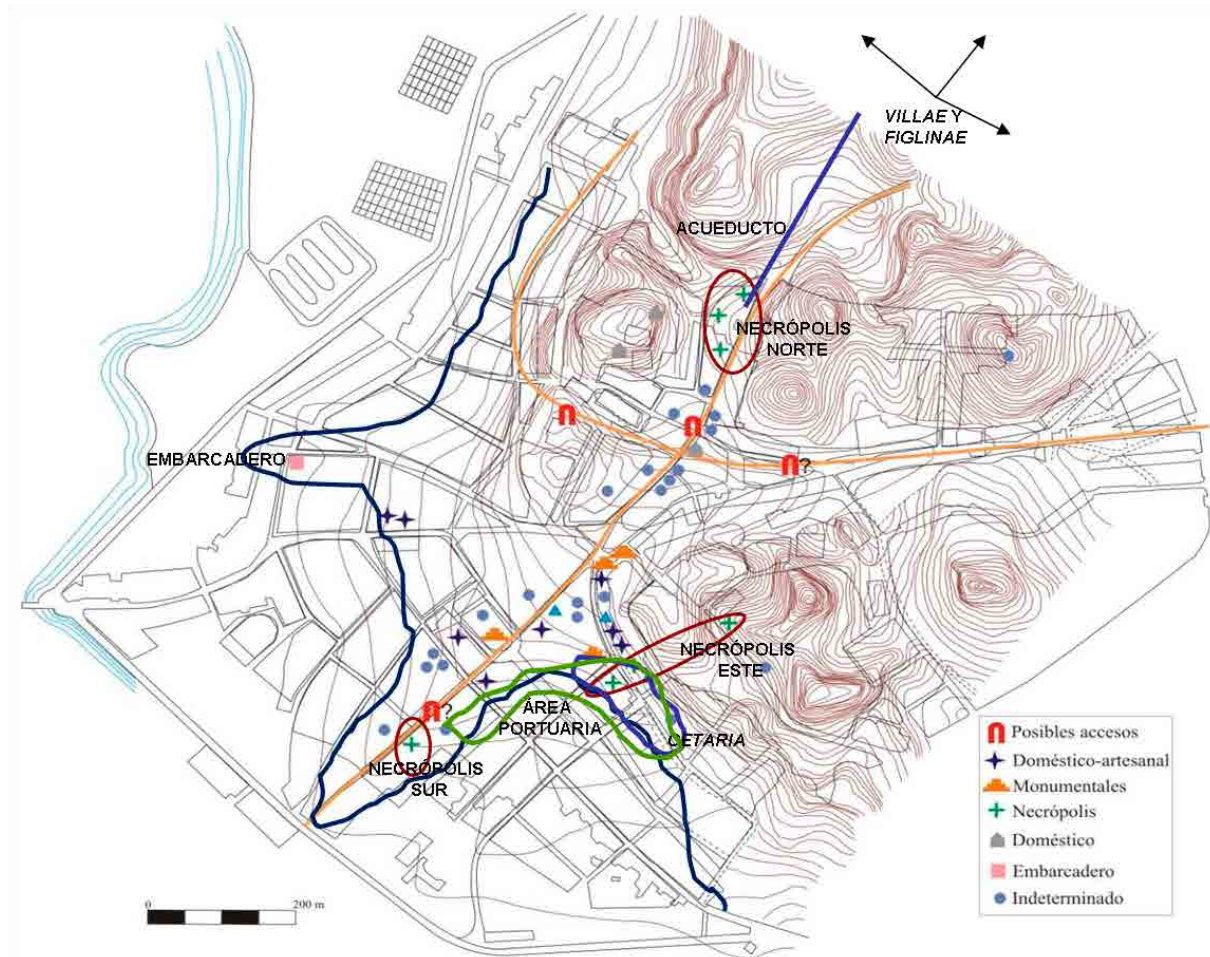 VILLAE Y
FIGLINAE
ACUEDUCTO
NECRÓPOLIS
NORTE
EMBARCADERO
?
NECRÓPOLIS
ESTE
ÁREA
PORTUARIA
?
CETARIA
NECRÓPOLIS
SUR
Posibles accesos
Doméstico-artesanal
Monumentales
Necrópolis
Doméstico
Embarcadero
Indeterminado
0 200 m